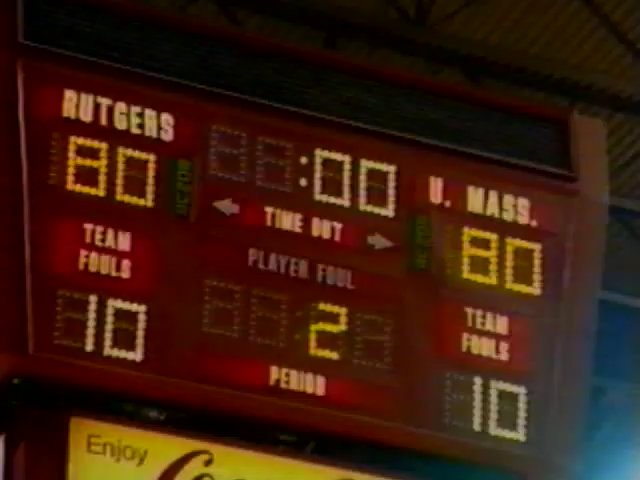 RUTGERS
80
:00
U. MASS.
80
TIME OUT
TEAM
FOULS
10
PLAYER FOUL
2
PERIOD
TEAM
FOULS
10
Enjoy